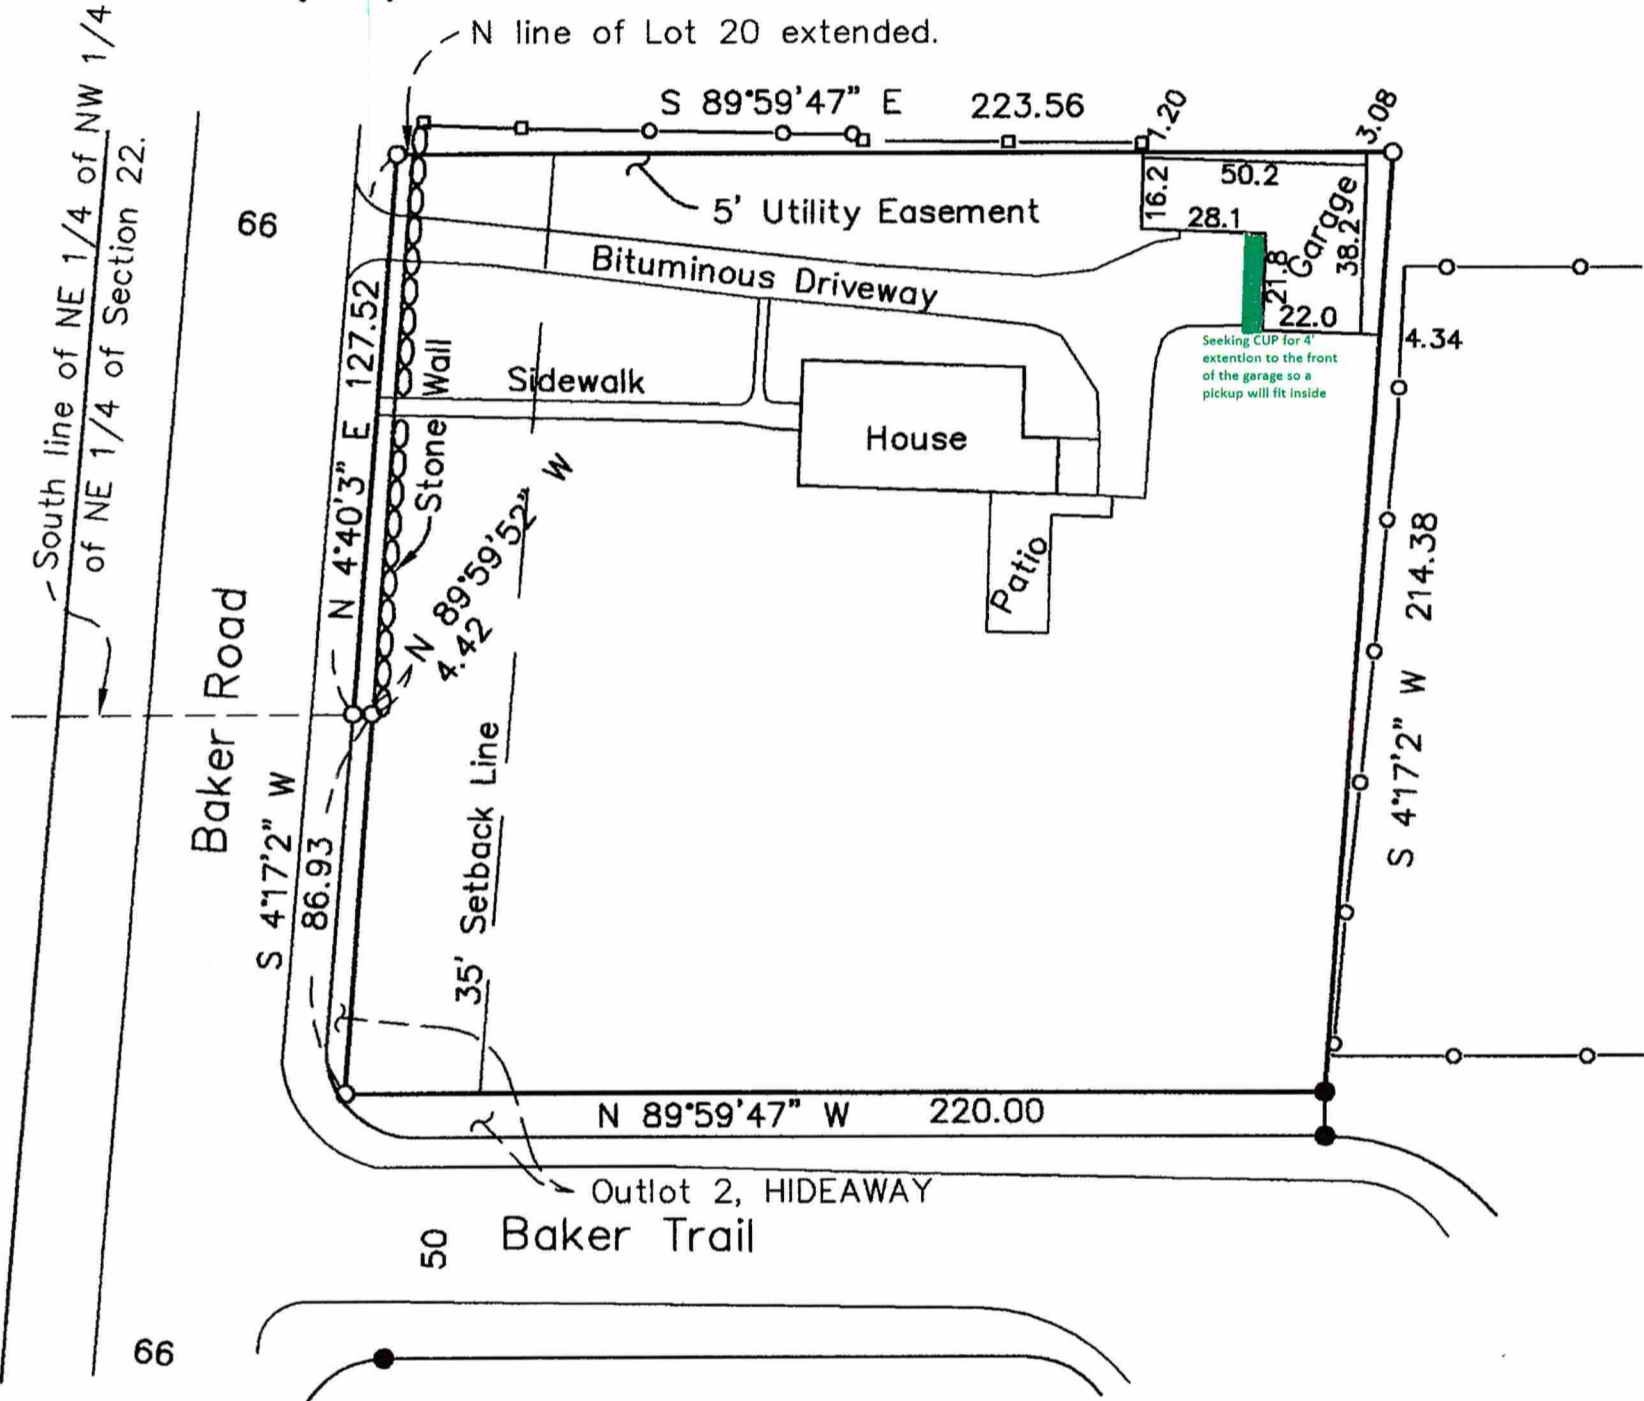 N line of Lot 20 extended.
South line of NE 1/4 of NW 1/4
of NE 1/4 of Section 22.
S 89°59'47" E 223.56
1.20
3.08
66
5' Utility Easement
16.2
50.2
28.1
Garage
38.2
21.8
22.0
4.34
Bituminous Driveway
Seeking CUP for 4'
extention to the front
of the garage so a
pickup will fit inside
N 4°40'3" E 127.52
Stone Wall
Sidewalk
House
Patio
N 89°59'52" W
4.42
S 4°17'2" W 214.38
Baker Road
S 4°17'2" W
86.93
35' Setback Line
N 89°59'47" W 220.00
Outlot 2, HIDEAWAY
50
Baker Trail
66